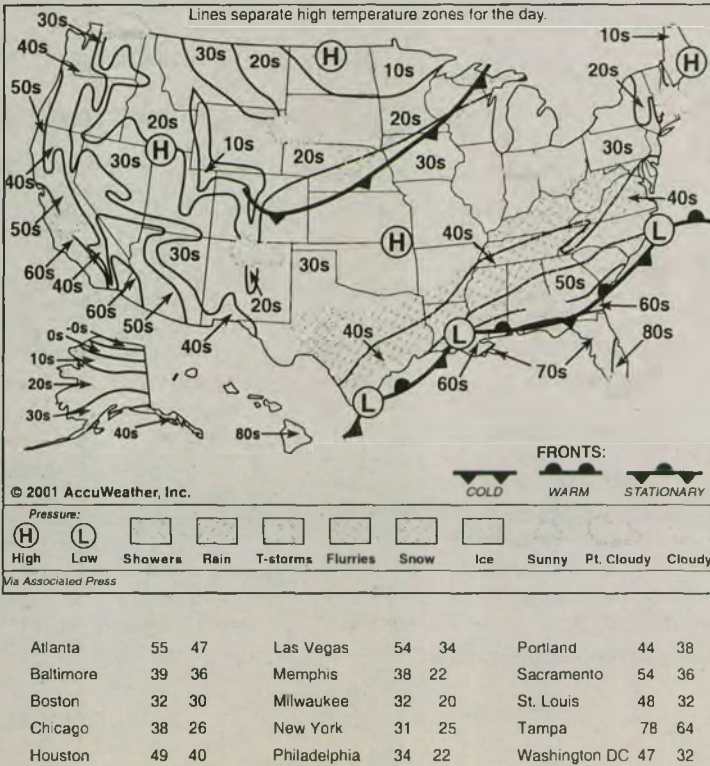 Lines separate high temperature zones for the day.
30s
10s
40s
30s
20s
H
10s
H
20s
50s
20s
10s
20s
20s
30s
30s
H
30s
40s
40s
50s
H
40s
L
60s
40s
30s
20s
30s
50s
60s
50s
40s
40s
L
60s
60s
70s
80s
-0s
0s
10s
20s
30s
40s
80s
L
FRONTS:
COLD WARM STATIONARY
© 2001 AccuWeather, Inc.
Pressure:
H L
High Low Showers Rain T-storms Flurries Snow Ice Sunny Pt. Cloudy Cloudy
Via Associated Press
Atlanta 55 47 Las Vegas 54 34 Portland 44 38
Baltimore 39 36 Memphis 38 22 Sacramento 54 36
Boston 32 30 Milwaukee 32 20 St. Louis 48 32
Chicago 38 26 New York 31 25 Tampa 78 64
Houston 49 40 Philadelphia 34 22 Washington DC 47 32